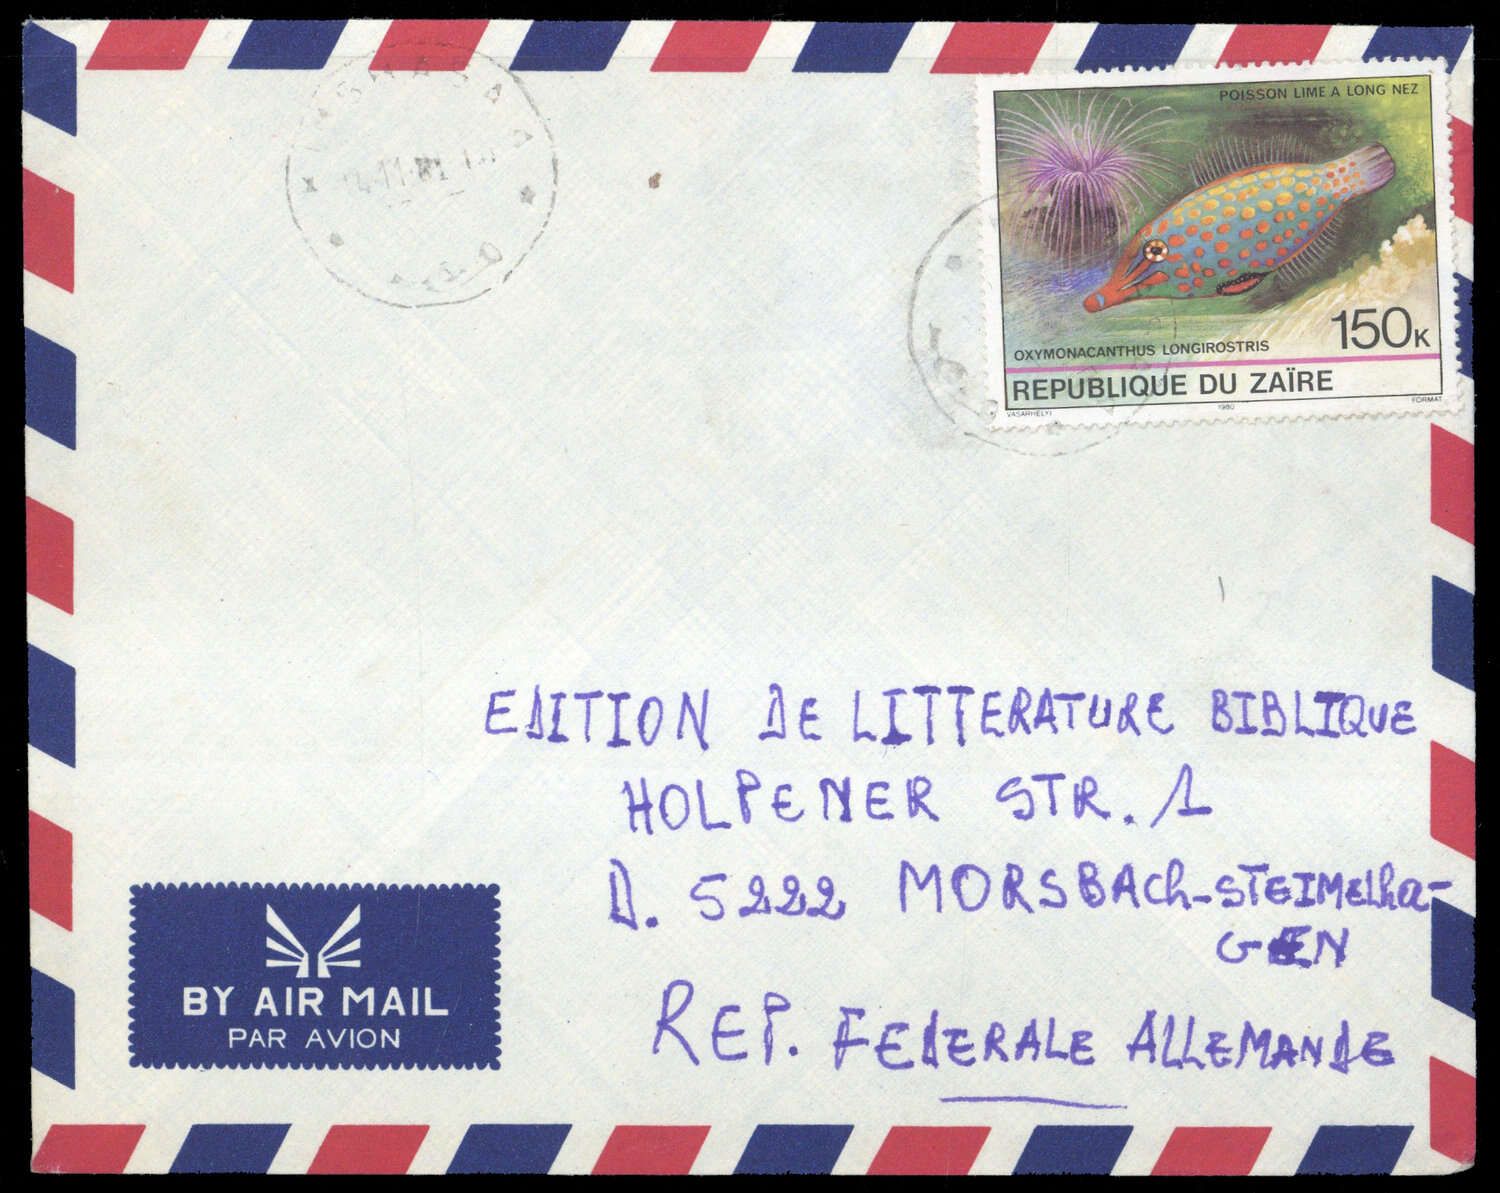 POISSON LIME A LONG NEZ
150K
OXYMONACANTHUS LONGIROSTRIS
REPUBLIQUE DU ZAÏRE
VASARHELYI 1980 FORMAT
EDITION DE LITTERATURE BIBLIQUE
HOLPENER STR. 1
D. 5222 MORSBACh-STEIMELhA-
GEN
REP. FEDERALE ALLEMANDE
BY AIR MAIL
PAR AVION